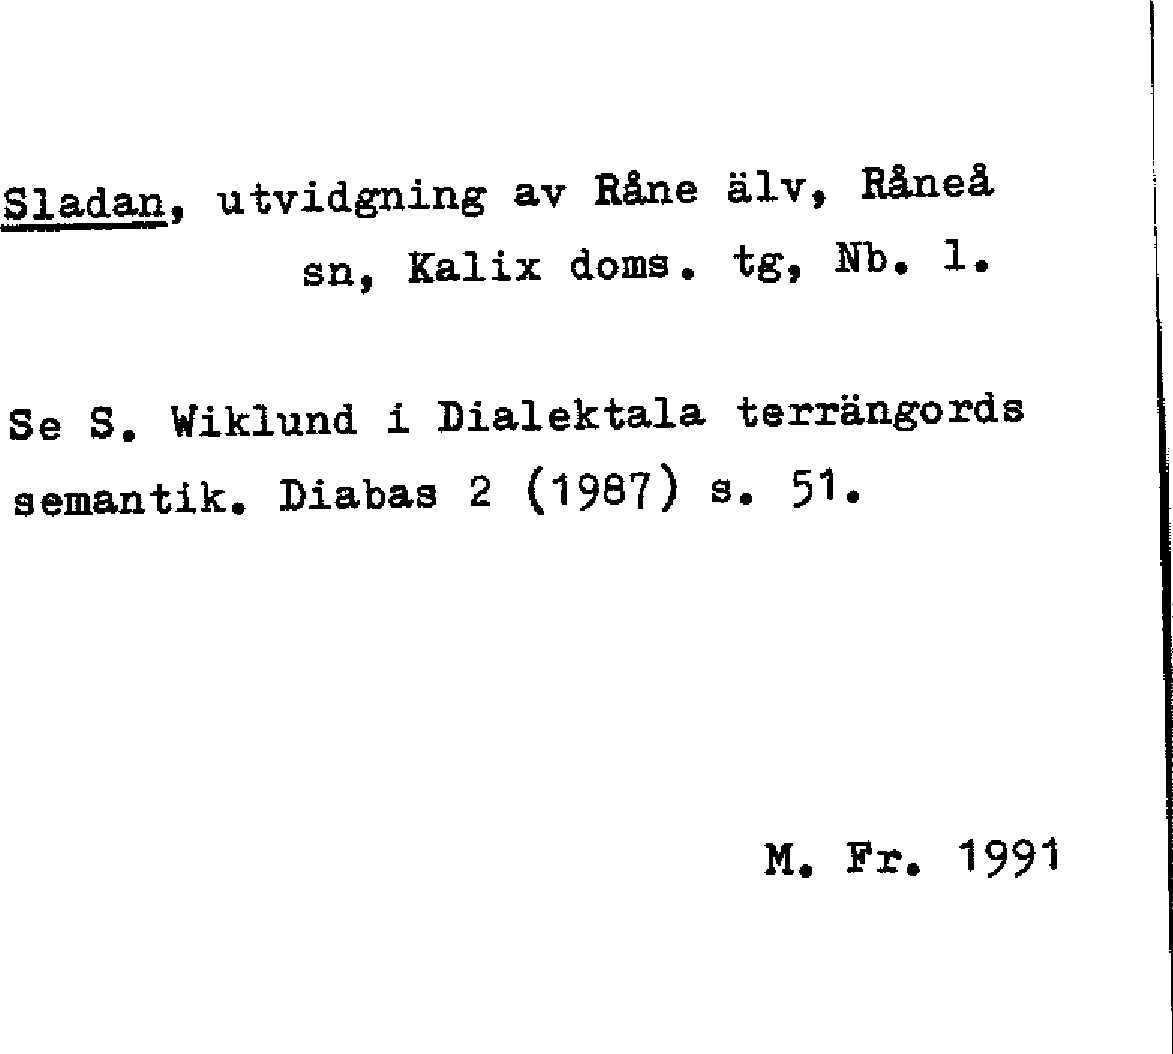 Sladan, utvidgning av Råne älv, Råneå
sn, Kalix doms. tg, Nb. l.
Se S. Wiklund i Dialektala terrängords
semantik. Diabas 2 (1987) s. 51.
M. Fr. 1991